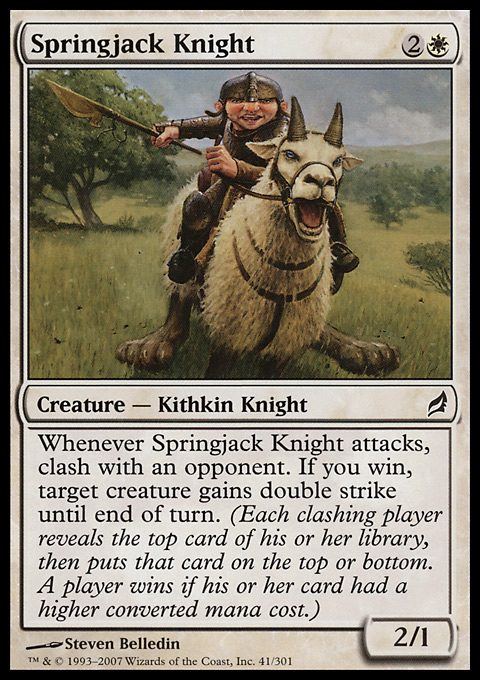 Springjack Knight 2
Creature — Kithkin Knight
Whenever Springjack Knight attacks,
clash with an opponent. If you win,
target creature gains double strike
until end of turn. (Each clashing player
reveals the top card of his or her library,
then puts that card on the top or bottom.
A player wins if his or her card had a
higher converted mana cost.)
2/1
Steven Belledin
™ & © 1993–2007 Wizards of the Coast, Inc. 41/301